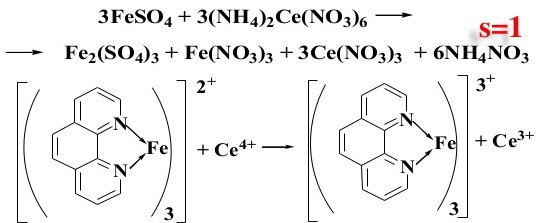 3FeSO₄ + 3(NH₄)₂Ce(NO₃)₆ ⟶
s=1
⟶ Fe₂(SO₄)₃ + Fe(NO₃)₃ + 3Ce(NO₃)₃ + 6NH₄NO₃
[(N N Fe)₃]²⁺ + Ce⁴⁺ ⟶ [(N N Fe)₃]³⁺ + Ce³⁺